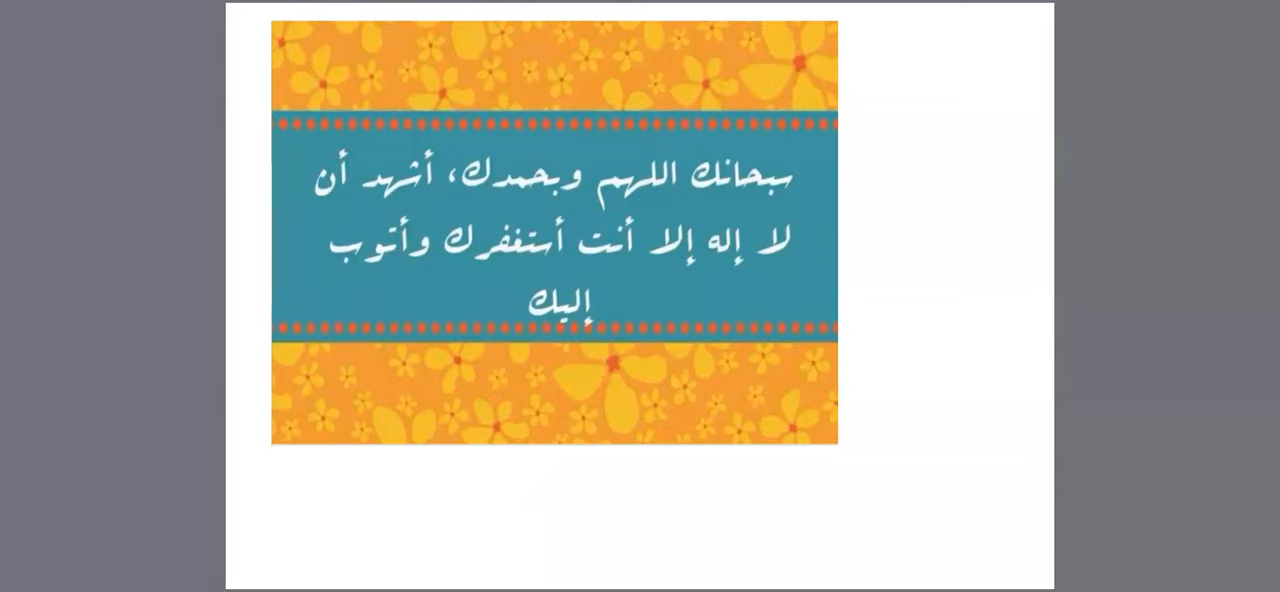 سبحانك اللهم وبحمدك، أشهد أن
لا إله إلا أنت أستغفرك وأتوب
إليك